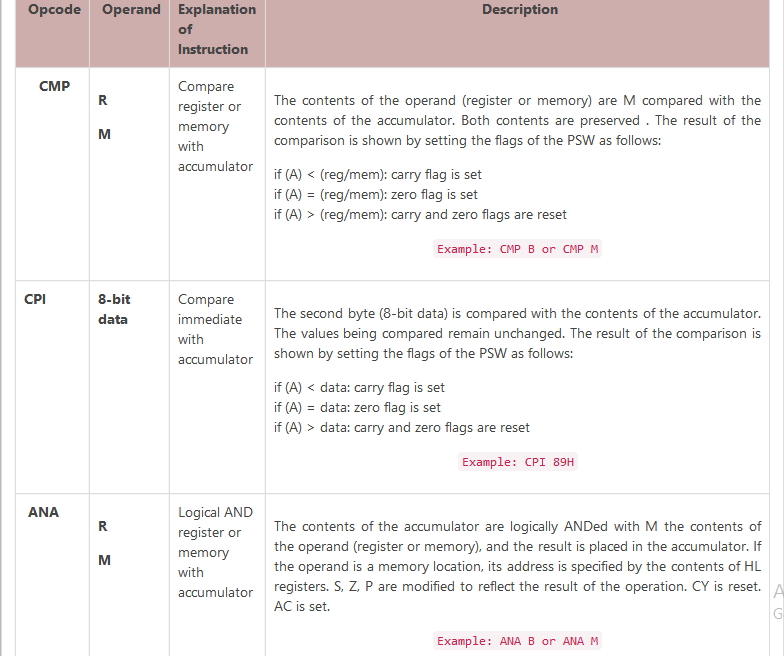 Opcode Operand Explanation of Instruction Description
CMP
R
M
Compare
register or
memory
with
accumulator
The contents of the operand (register or memory) are M compared with the
contents of the accumulator. Both contents are preserved . The result of the
comparison is shown by setting the flags of the PSW as follows:
if (A) < (reg/mem): carry flag is set
if (A) = (reg/mem): zero flag is set
if (A) > (reg/mem): carry and zero flags are reset
Example: CMP B or CMP M
CPI
8-bit
data
Compare
immediate
with
accumulator
The second byte (8-bit data) is compared with the contents of the accumulator.
The values being compared remain unchanged. The result of the comparison is
shown by setting the flags of the PSW as follows:
if (A) < data: carry flag is set
if (A) = data: zero flag is set
if (A) > data: carry and zero flags are reset
Example: CPI 89H
ANA
R
M
Logical AND
register or
memory
with
accumulator
The contents of the accumulator are logically ANDed with M the contents of
the operand (register or memory), and the result is placed in the accumulator. If
the operand is a memory location, its address is specified by the contents of HL
registers. S, Z, P are modified to reflect the result of the operation. CY is reset.
AC is set.
Example: ANA B or ANA M